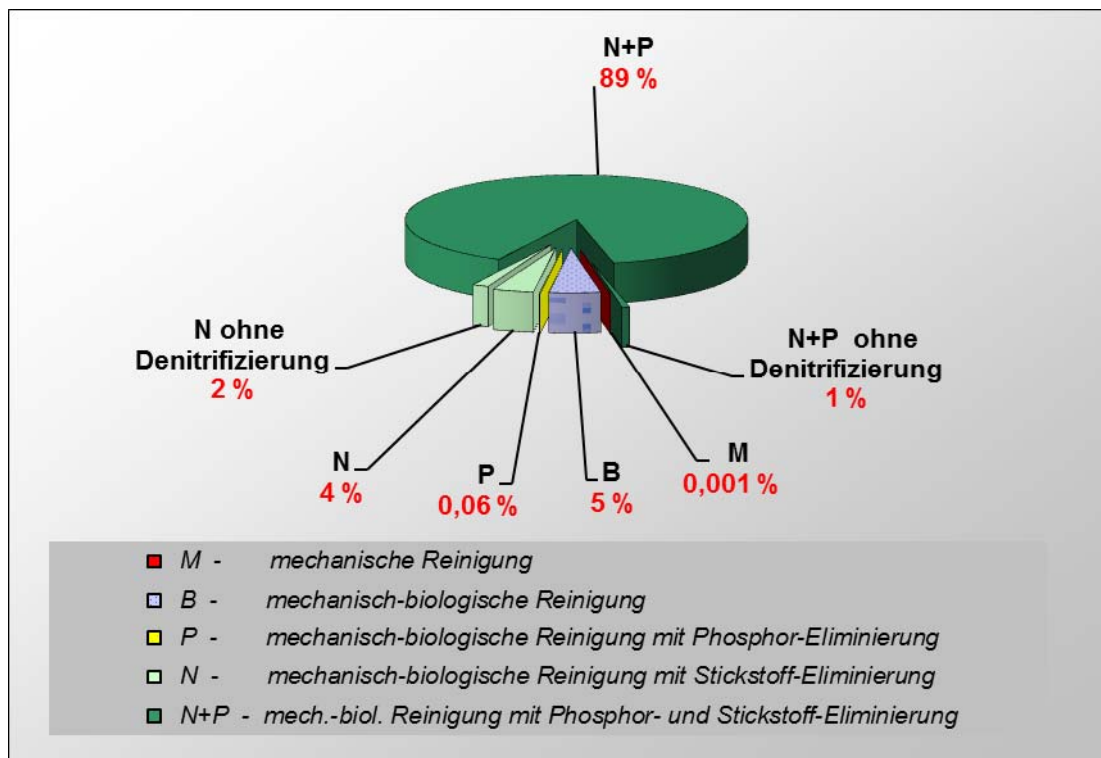 N+P
89 %
N ohne
Denitrifizierung
2 %
N+P ohne
Denitrifizierung
1 %
N
4 %
P
0,06 %
B
5 %
M
0,001 %
M - mechanische Reinigung
B - mechanisch-biologische Reinigung
P - mechanisch-biologische Reinigung mit Phosphor-Eliminierung
N - mechanisch-biologische Reinigung mit Stickstoff-Eliminierung
N+P - mech.-biol. Reinigung mit Phosphor- und Stickstoff-Eliminierung